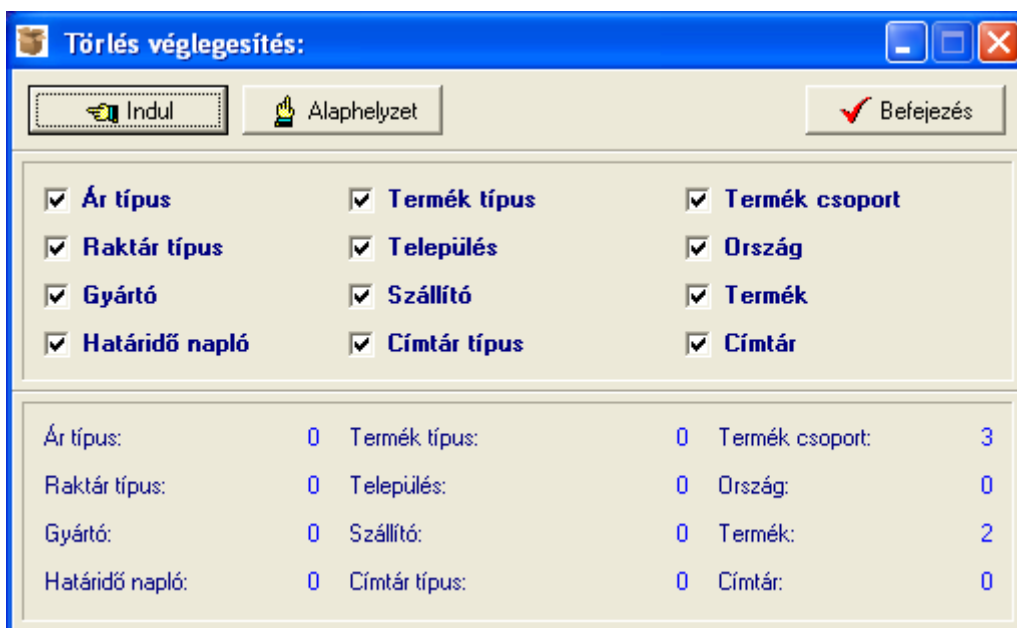 Törlés véglegesítés:
Indul Alaphelyzet Befejezés
Ár típus Termék típus Termék csoport
Raktár típus Település Ország
Gyártó Szállító Termék
Határidő napló Címtár típus Címtár
Ár típus: 0 Termék típus: 0 Termék csoport: 3
Raktár típus: 0 Település: 0 Ország: 0
Gyártó: 0 Szállító: 0 Termék: 2
Határidő napló: 0 Címtár típus: 0 Címtár: 0